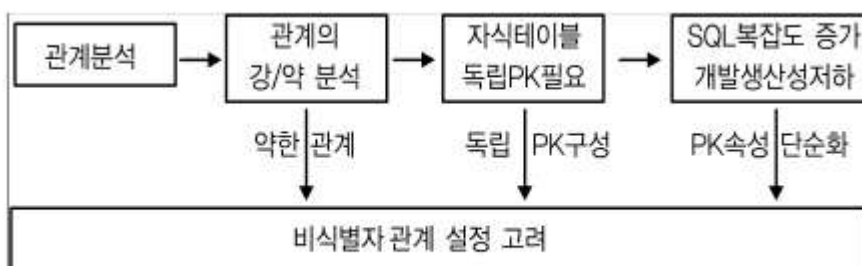 관계분석
관계의
강/약 분석
자식테이블
독립PK필요
SQL복잡도 증가
개발생산성저하
약한 관계
독립 PK구성
PK속성 단순화
비식별자 관계 설정 고려